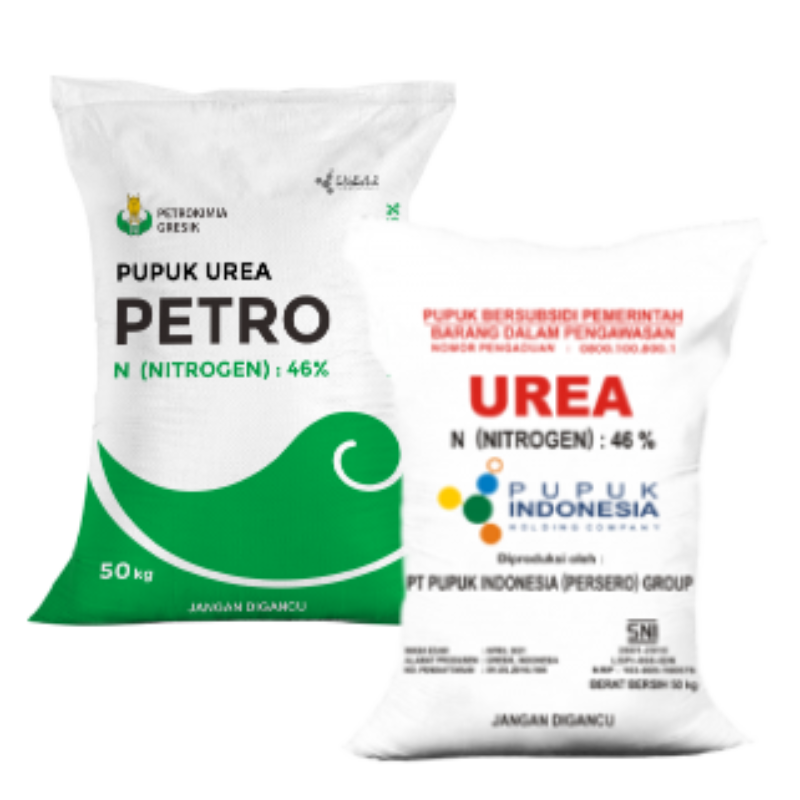 PETROKIMIA
GRESIK
PUPUK UREA
PETRO
N (NITROGEN) : 46%
50 kg
JANGAN DIGANCU
PUPUK BERSUBSIDI PEMERINTAH
BARANG DALAM PENGAWASAN
NOMOR PENGADUAN : 0800.100.800.1
UREA
N (NITROGEN) : 46 %
PUPUK
INDONESIA
HOLDING COMPANY
Diproduksi oleh :
PT PUPUK INDONESIA (PERSERO) GROUP
SNI
BERAT BERSIH 50 kg
JANGAN DIGANCU